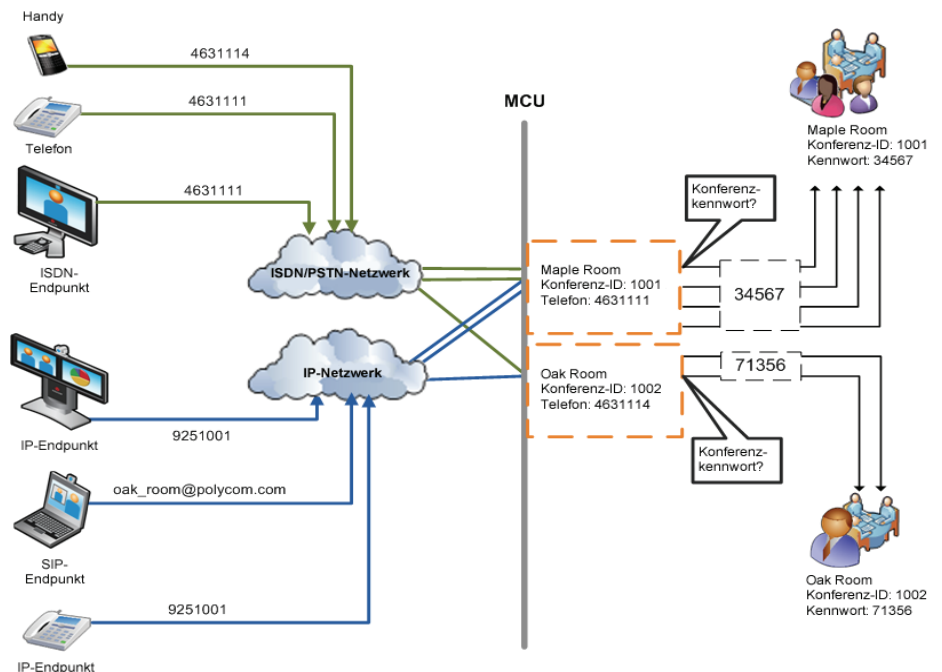 Handy
4631114
4631111
Telefon
4631111
ISDN-
Endpunkt
ISDN/PSTN-Netzwerk
IP-Netzwerk
IP-Endpunkt
9251001
oak_room@polycom.com
SIP-
Endpunkt
9251001
IP-Endpunkt
MCU
Maple Room
Konferenz-ID: 1001
Telefon: 4631111
Oak Room
Konferenz-ID: 1002
Telefon: 4631114
Konferenz-
kennwort?
34567
71356
Konferenz-
kennwort?
Maple Room
Konferenz-ID: 1001
Kennwort: 34567
Oak Room
Konferenz-ID: 1002
Kennwort: 71356